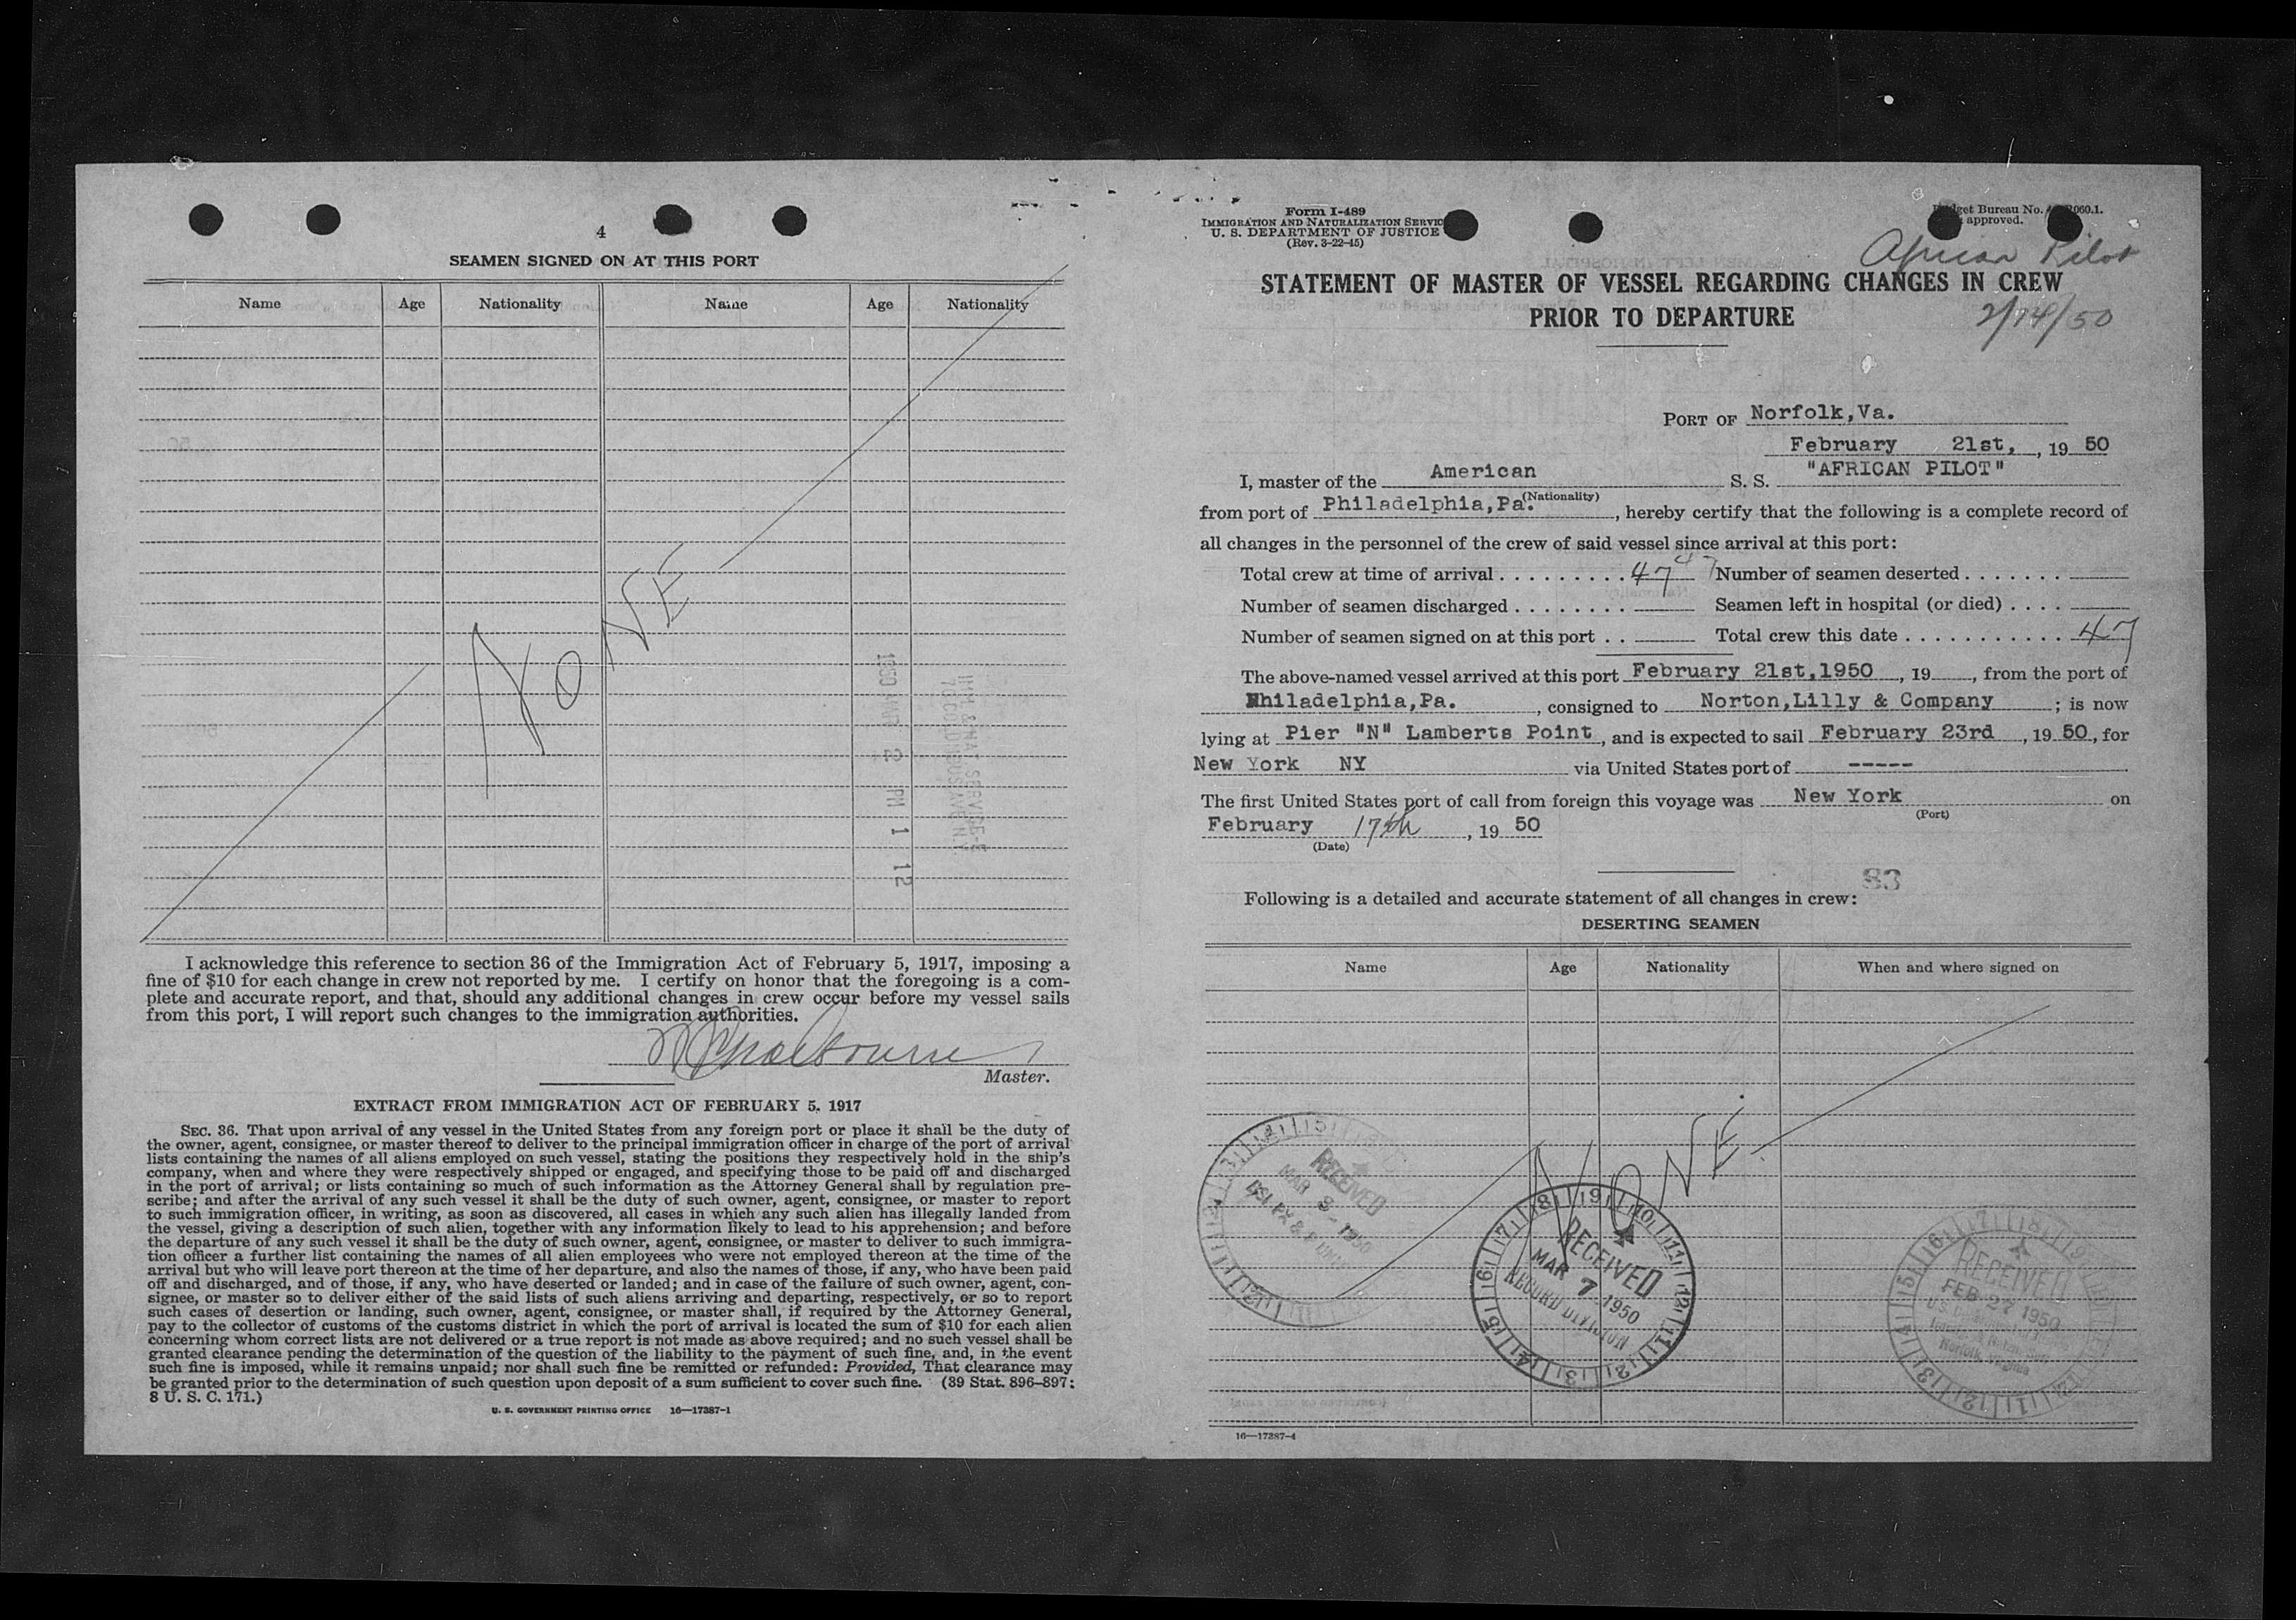 4
SEAMEN SIGNED ON AT THIS PORT
Name Age Nationality Name Age Nationality
NONE
1950 MAR 2 PM 1 12
I acknowledge this reference to section 36 of the Immigration Act of February 5, 1917, imposing a
fine of $10 for each change in crew not reported by me. I certify on honor that the foregoing is a com-
plete and accurate report, and that, should any additional changes in crew occur before my vessel sails
from this port, I will report such changes to the immigration authorities.
Master.
EXTRACT FROM IMMIGRATION ACT OF FEBRUARY 5, 1917
SEC. 36. That upon arrival of any vessel in the United States from any foreign port or place it shall be the duty of
the owner, agent, consignee, or master thereof to deliver to the principal immigration officer in charge of the port of arrival
lists containing the names of all aliens employed on such vessel, stating the positions they respectively hold in the ship's
company, when and where they were respectively shipped or engaged, and specifying those to be paid off and discharged
in the port of arrival; or lists containing so much of such information as the Attorney General shall by regulation pre-
scribe; and after the arrival of any such vessel it shall be the duty of such owner, agent, consignee, or master to report
to such immigration officer, in writing, as soon as discovered, all cases in which any such alien has illegally landed from
the vessel, giving a description of such alien, together with any information likely to lead to his apprehension; and before
the departure of any such vessel it shall be the duty of such owner, agent, consignee, or master to deliver to such immigra-
tion officer a further list containing the names of all alien employees who were not employed thereon at the time of the
arrival but who will leave port thereon at the time of her departure, and also the names of those, if any, who have been paid
off and discharged, and of those, if any, who have deserted or landed; and in case of the failure of such owner, agent, con-
signee, or master so to deliver either of the said lists of such aliens arriving and departing, respectively, or so to report
such cases of desertion or landing, such owner, agent, consignee, or master shall, if required by the Attorney General,
pay to the collector of customs of the customs district in which the port of arrival is located the sum of $10 for each alien
concerning whom correct lists are not delivered or a true report is not made as above required; and no such vessel shall be
granted clearance pending the determination of the question of the liability to the payment of such fine, and, in the event
such fine is imposed, while it remains unpaid; nor shall such fine be remitted or refunded: Provided, That clearance may
be granted prior to the determination of such question upon deposit of a sum sufficient to cover such fine. (39 Stat. 896–897;
8 U. S. C. 171.)
U. S. GOVERNMENT PRINTING OFFICE 16—17387-1
Form I-489
IMMIGRATION AND NATURALIZATION SERVIC
U. S. DEPARTMENT OF JUSTICE
(Rev. 3-22-45)
get Bureau No. 060.1.
approved.
African Pilot
2/14/50
STATEMENT OF MASTER OF VESSEL REGARDING CHANGES IN CREW
PRIOR TO DEPARTURE
PORT OF Norfolk,Va.
February 21st, , 19 50
I, master of the American S. S. "AFRICAN PILOT"
(Nationality)
from port of Philadelphia,Pa. , hereby certify that the following is a complete record of
all changes in the personnel of the crew of said vessel since arrival at this port:
Total crew at time of arrival . . . . . . . . . 47 47 Number of seamen deserted . . . . . . .
Number of seamen discharged . . . . . . . . Seamen left in hospital (or died) . . . .
Number of seamen signed on at this port . . Total crew this date . . . . . . . . . . . . 47
The above-named vessel arrived at this port February 21st,1950 , 19 , from the port of
Philadelphia,Pa. , consigned to Norton,Lilly & Company ; is now
lying at Pier "N" Lamberts Point , and is expected to sail February 23rd , 19 50 , for
New York NY via United States port of -----
The first United States port of call from foreign this voyage was New York on
(Port)
February 17th , 19 50
(Date)
83
Following is a detailed and accurate statement of all changes in crew:
DESERTING SEAMEN
Name Age Nationality When and where signed on
NONE
RECEIVED
MAR 3 - 1950
RECEIVED
MAR 7 1950
RECORD DIVISION
RECEIVED
FEB 27 1950
Norfolk, Virginia
16—17387-4